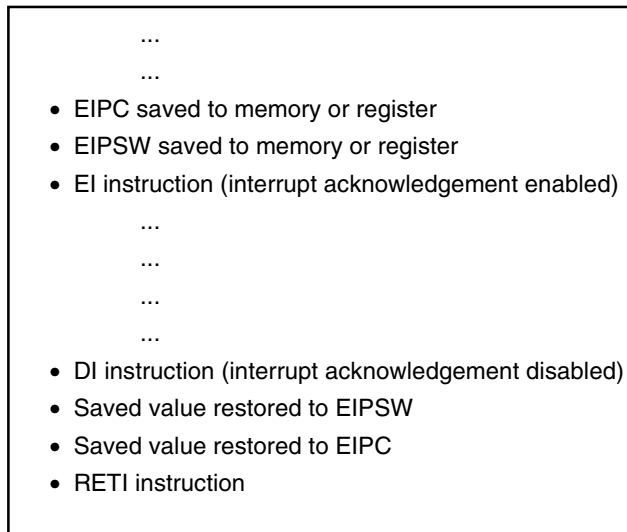 ...
...
• EIPC saved to memory or register
• EIPSW saved to memory or register
• EI instruction (interrupt acknowledgement enabled)
...
...
...
...
• DI instruction (interrupt acknowledgement disabled)
• Saved value restored to EIPSW
• Saved value restored to EIPC
• RETI instruction